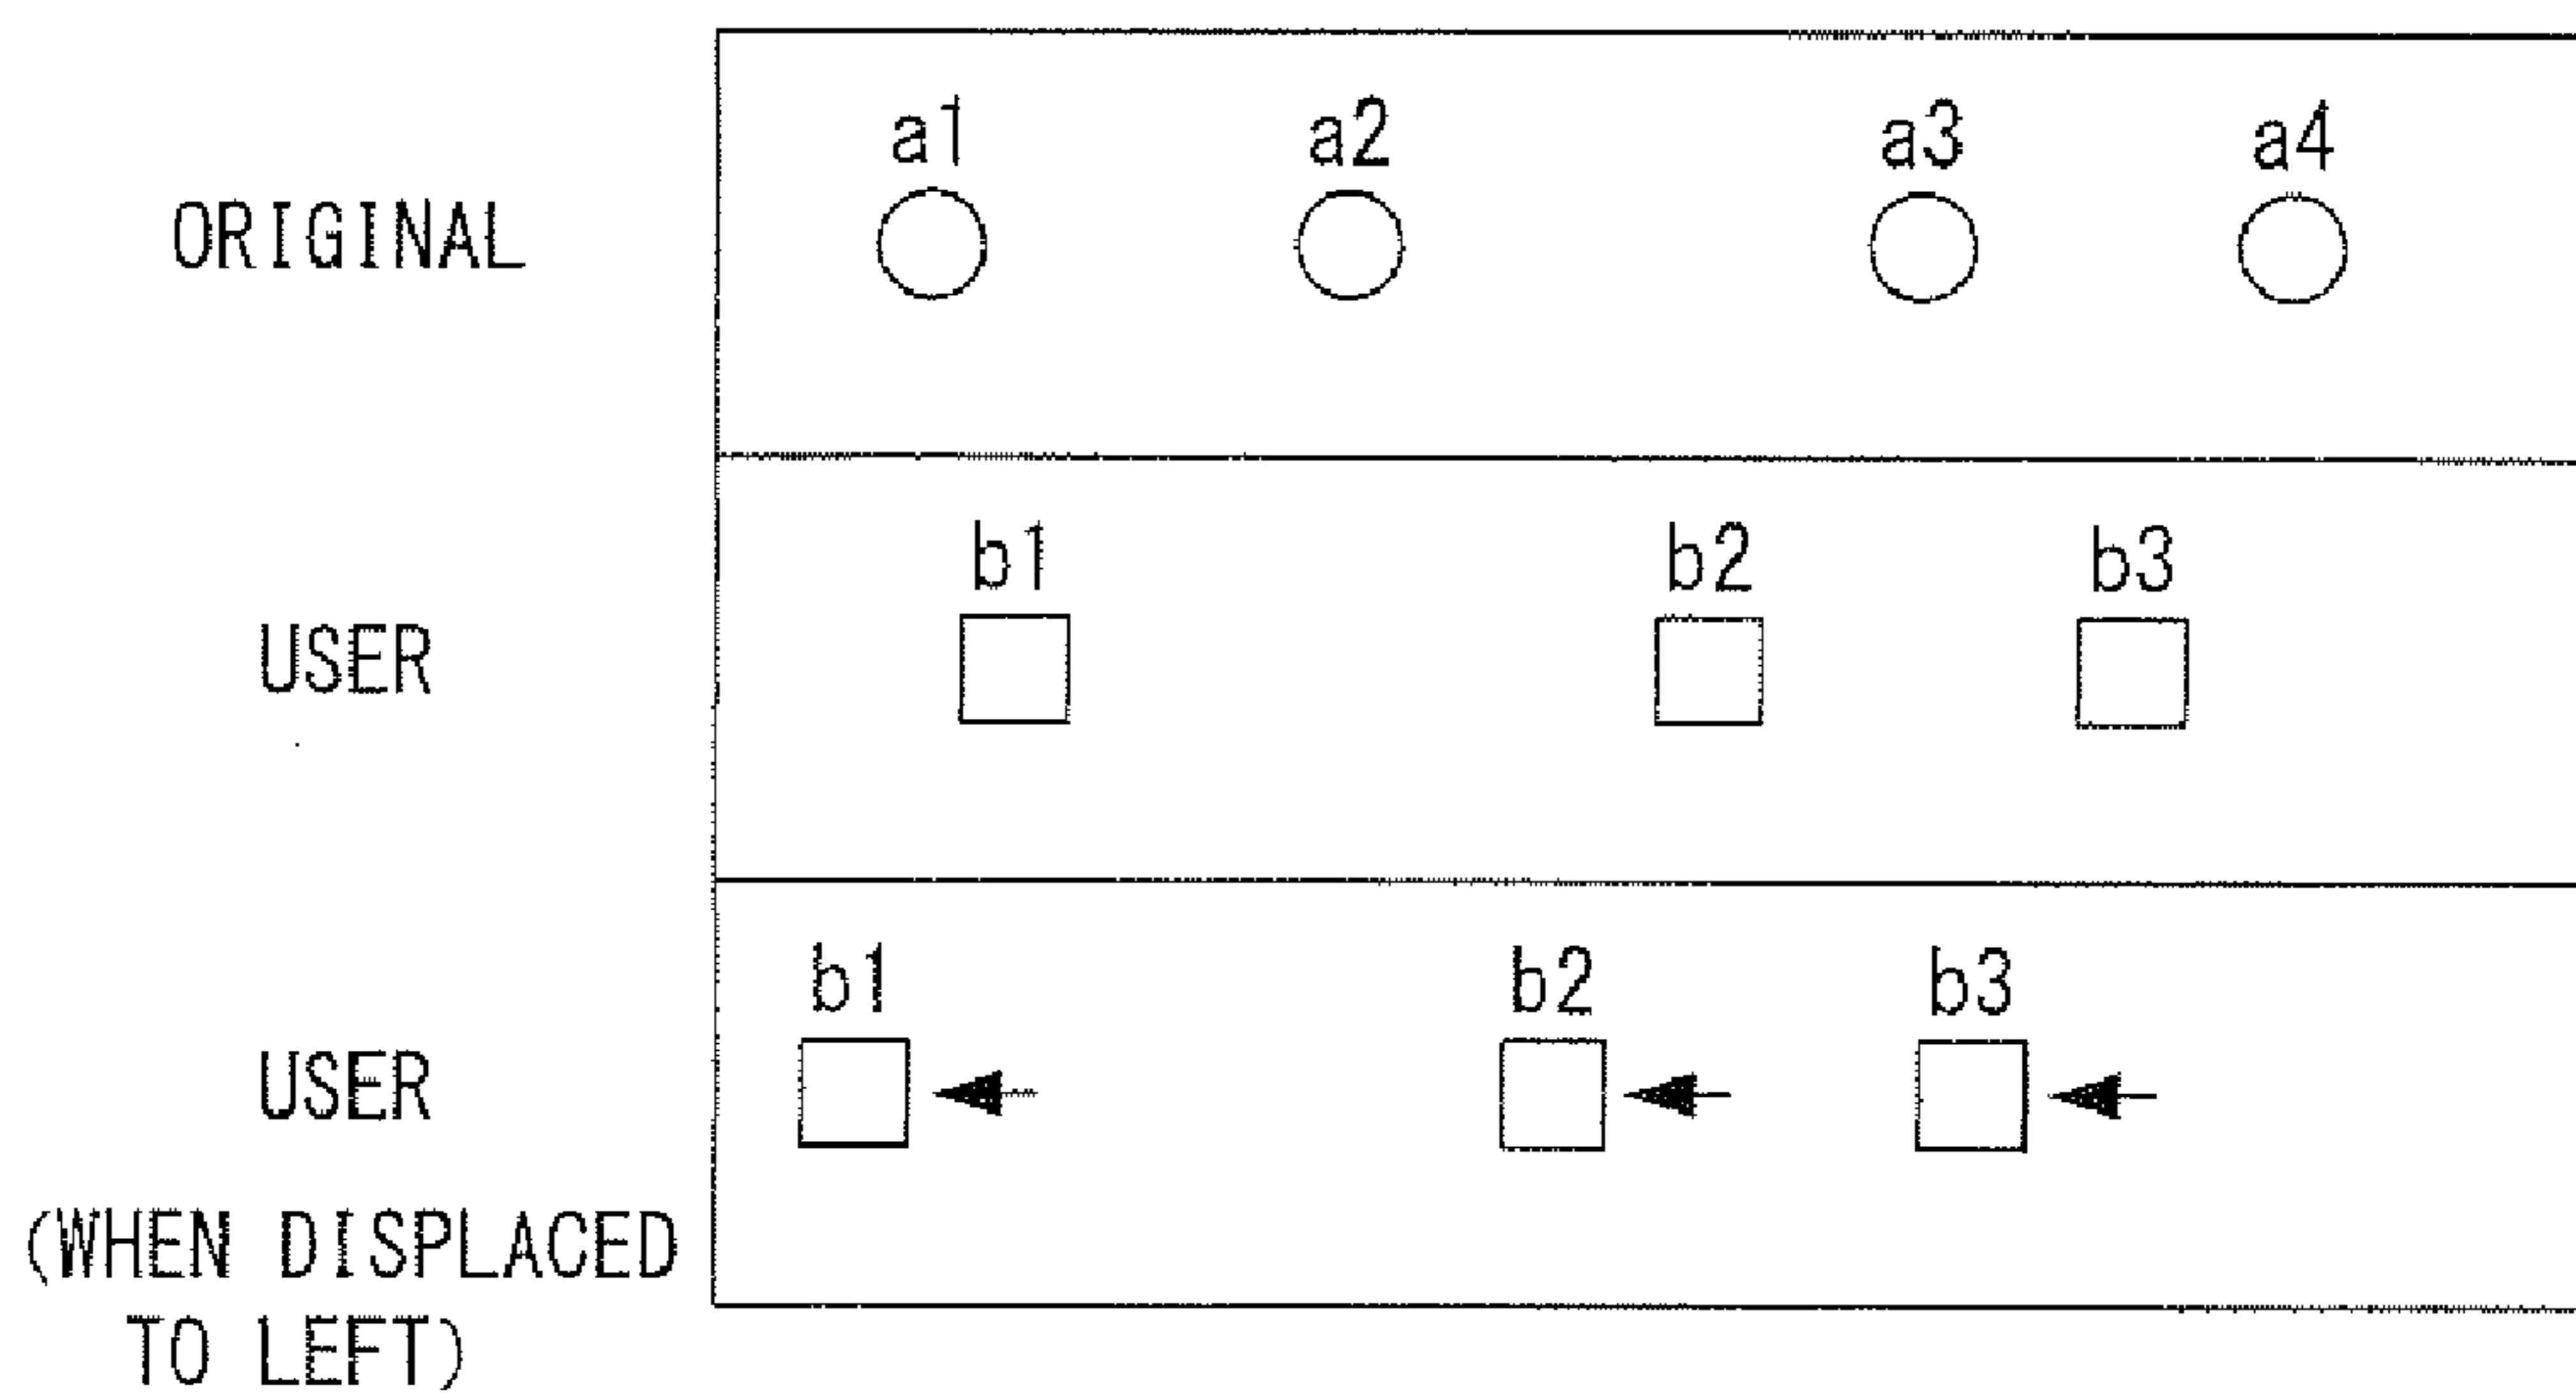 a1 a2 a3 a4
ORIGINAL
b1 b2 b3
USER
b1 b2 b3
USER
(WHEN DISPLACED
TO LEFT)